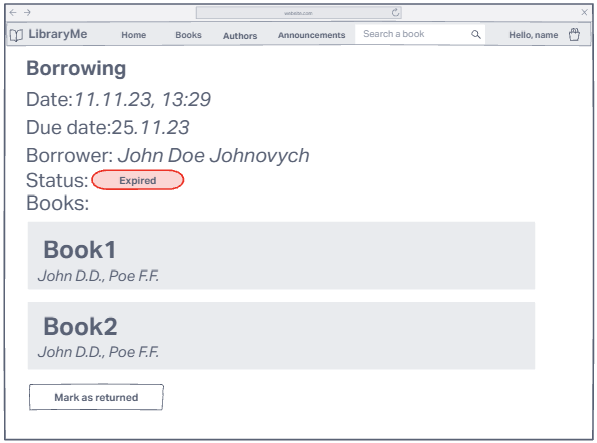 website.com
LibraryMe Home Books Authors Announcements Search a book Hello, name
Borrowing
Date:11.11.23, 13:29
Due date:25.11.23
Borrower: John Doe Johnovych
Status: Expired
Books:
Book1
John D.D., Poe F.F.
Book2
John D.D., Poe F.F.
Mark as returned